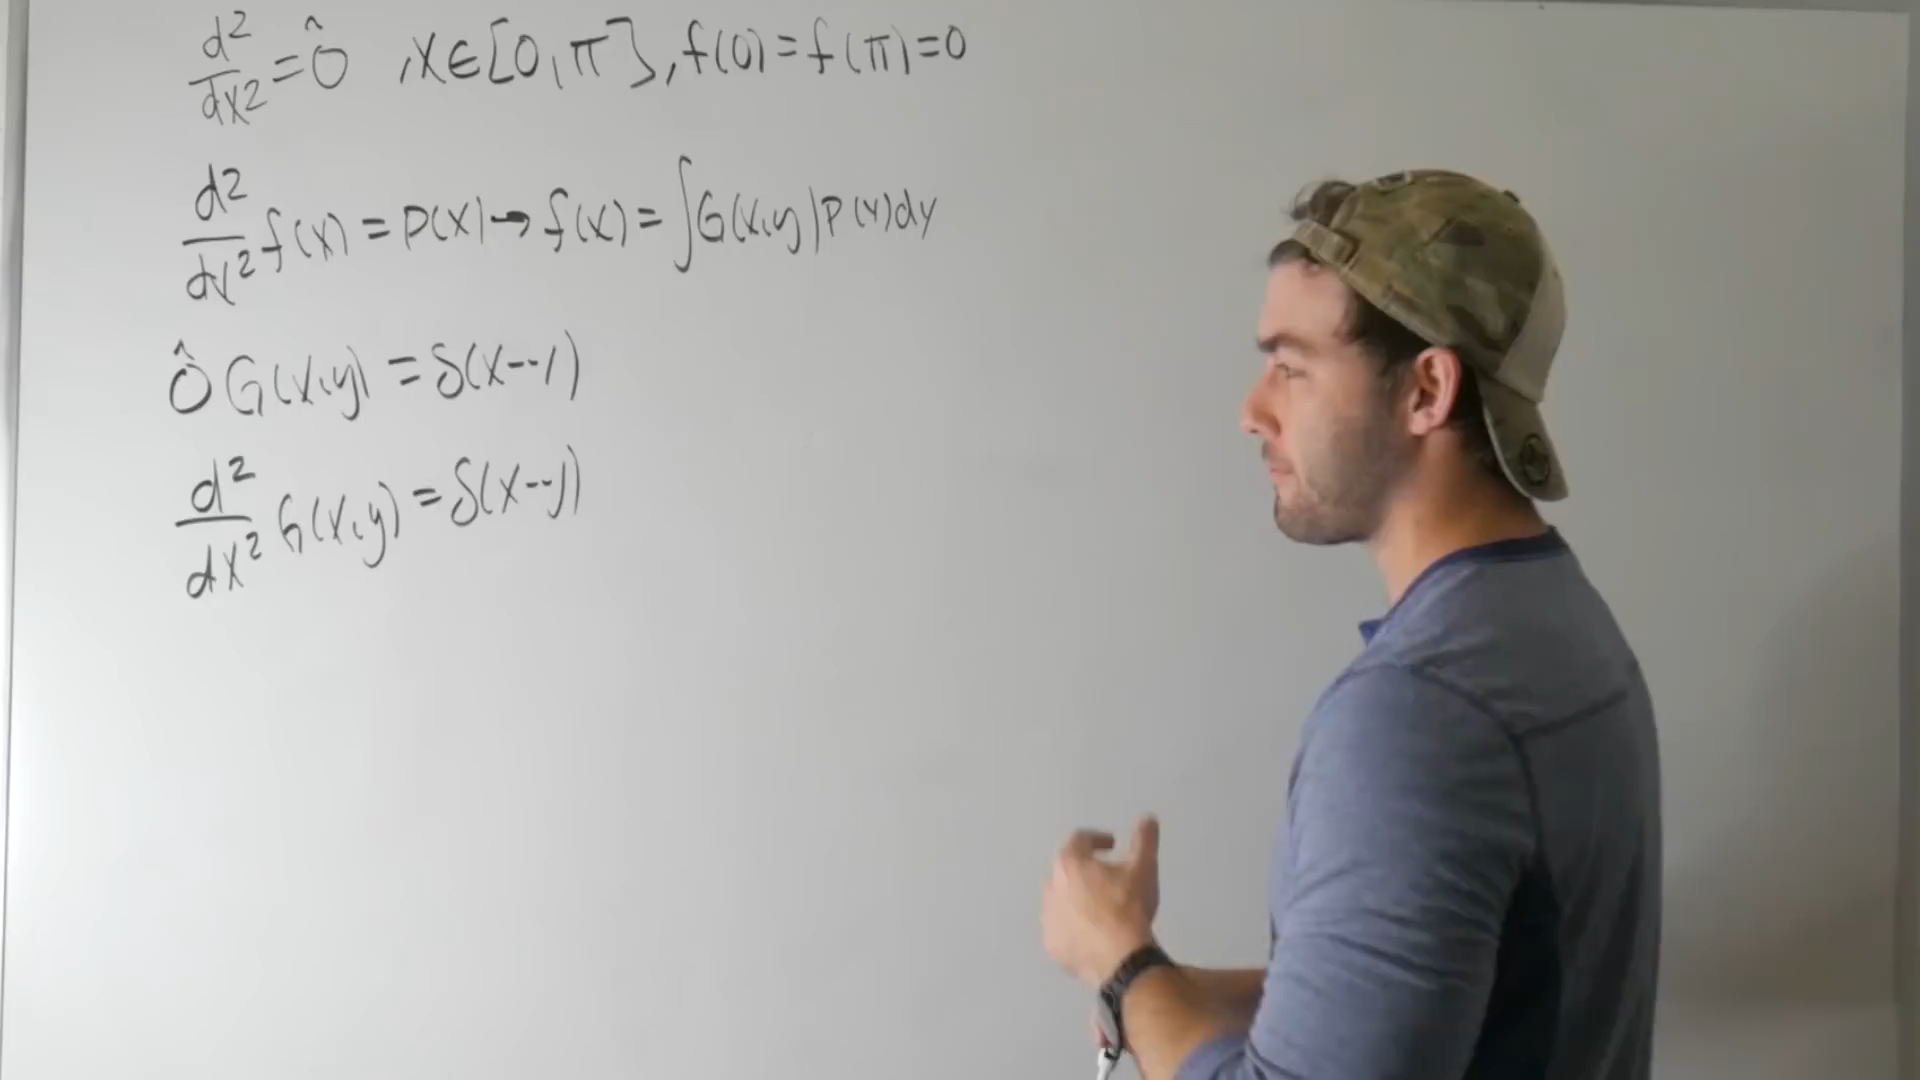 d²/dx² = Ô , x∈[0,π], f(0)=f(π)=0
d²/dx² f(x) = p(x) → f(x) = ∫G(x,y)p(y)dy
Ô G(x,y) = δ(x-y)
d²/dx² G(x,y) = δ(x-y)